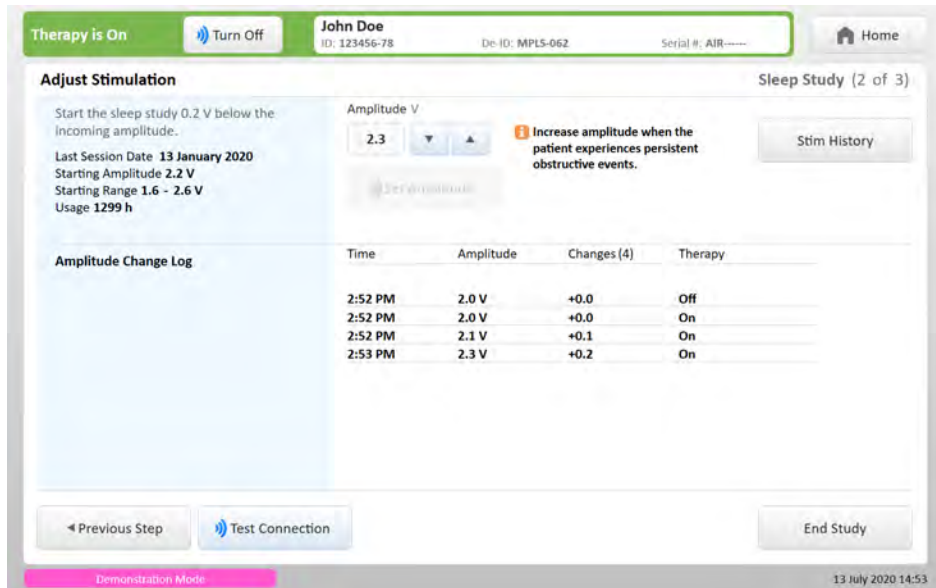 Therapy is On
Turn Off
John Doe
ID: 123456-78 De-ID: MPLS-062 Serial #: AIR------
Home
Adjust Stimulation
Sleep Study (2 of 3)
Start the sleep study 0.2 V below the
incoming amplitude.
Last Session Date 13 January 2020
Starting Amplitude 2.2 V
Starting Range 1.6 - 2.6 V
Usage 1299 h
Amplitude V
2.3
Set Amplitude
Increase amplitude when the
patient experiences persistent
obstructive events.
Stim History
Amplitude Change Log
Time Amplitude Changes (4) Therapy
2:52 PM 2.0 V +0.0 Off
2:52 PM 2.0 V +0.0 On
2:52 PM 2.1 V +0.1 On
2:53 PM 2.3 V +0.2 On
Previous Step
Test Connection
End Study
Demonstration Mode
13 July 2020 14:53